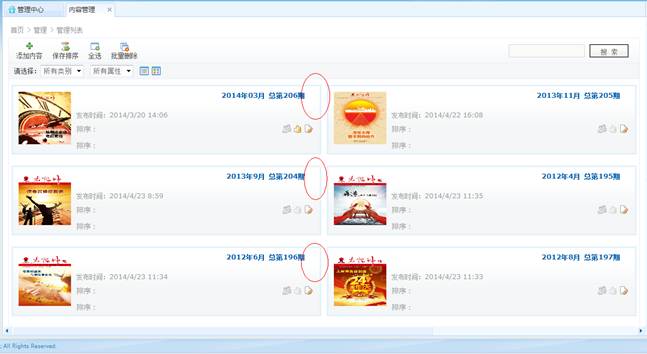 管理中心 内容管理
首页 > 管理 > 管理列表
添加内容 保存排序 全选 批量删除 搜 索
请选择: 所有类别 所有属性
2014年03月 总第206期
发布时间: 2014/3/20 14:06
排序:
2013年11月 总第205期
发布时间: 2014/4/22 16:08
排序:
排序:
2013年9月 总第204期
发布时间: 2014/4/23 8:59
排序:
排序:
2012年4月 总第195期
发布时间: 2014/4/23 11:35
排序:
排序:
2012年6月 总第196期
发布时间: 2014/4/23 11:34
排序:
排序:
2012年8月 总第197期
发布时间: 2014/4/23 11:33
排序:
排序:
: All Rights Reserved.